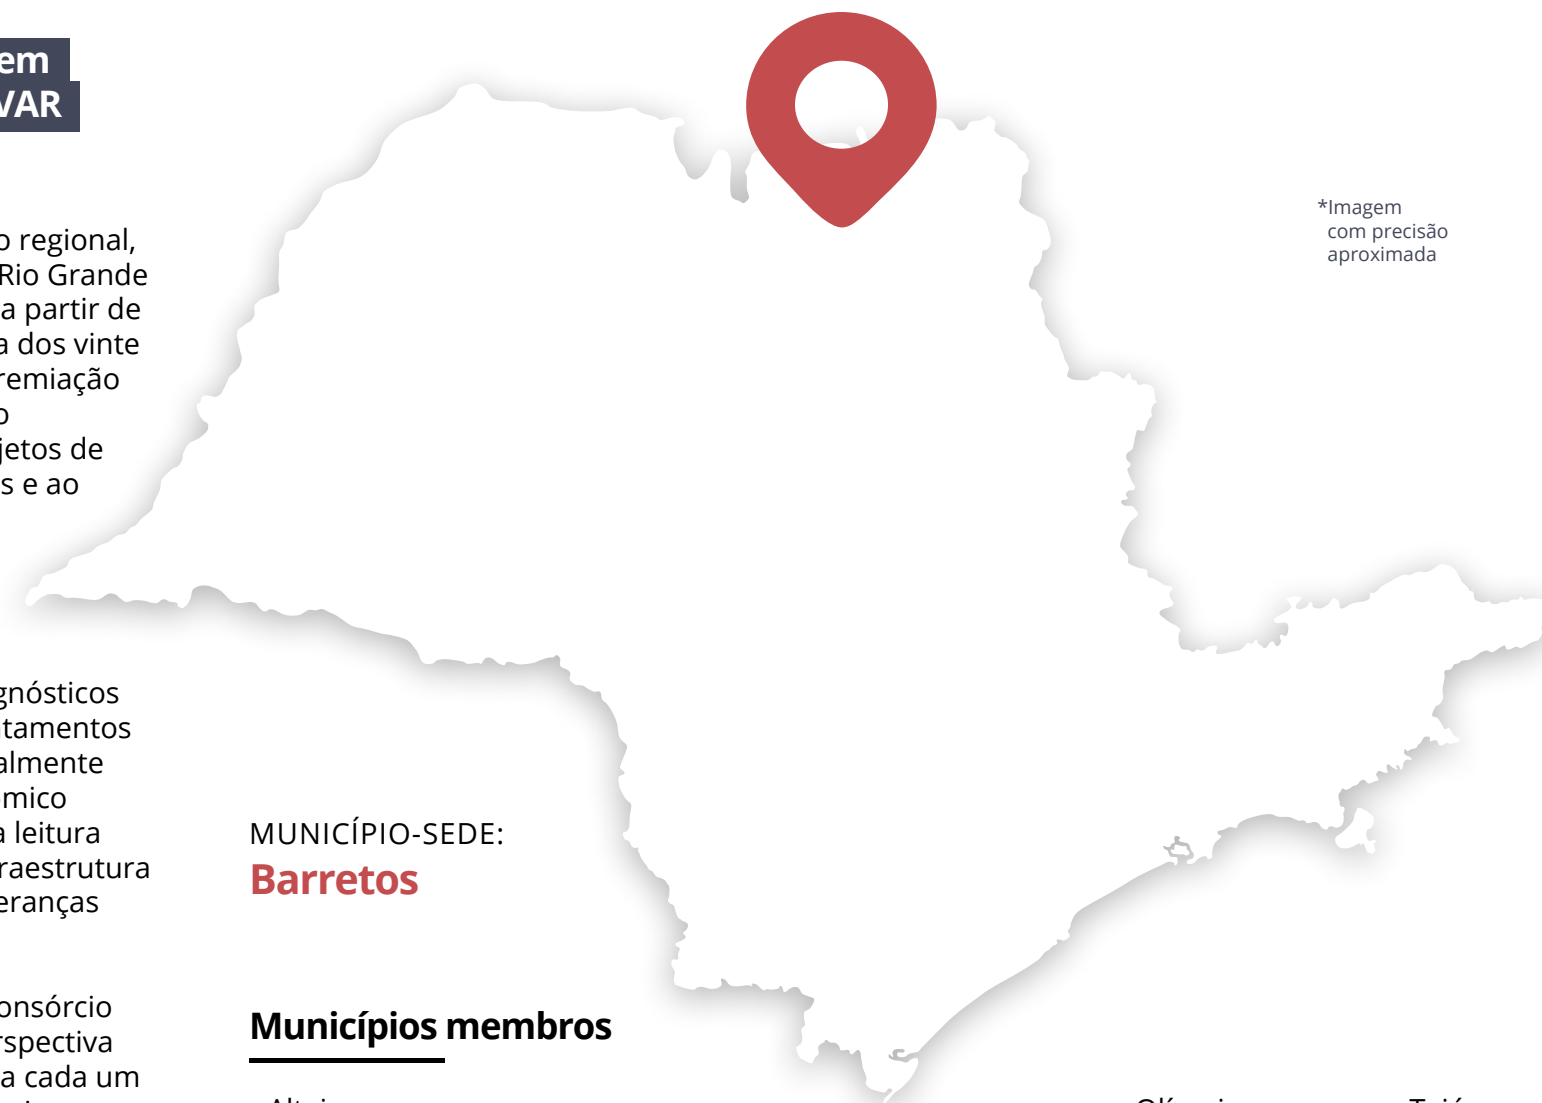 em
VAR
o regional,
Rio Grande
a partir de
a dos vinte
remiação
o
jetos de
s e ao
gnósticos
tamentos
almente
ômico
a leitura
raestrutura
eranças
onsórcio
rspectiva
a cada um
*Imagem
com precisão
aproximada
MUNICÍPIO-SEDE:
Barretos
Municípios membros